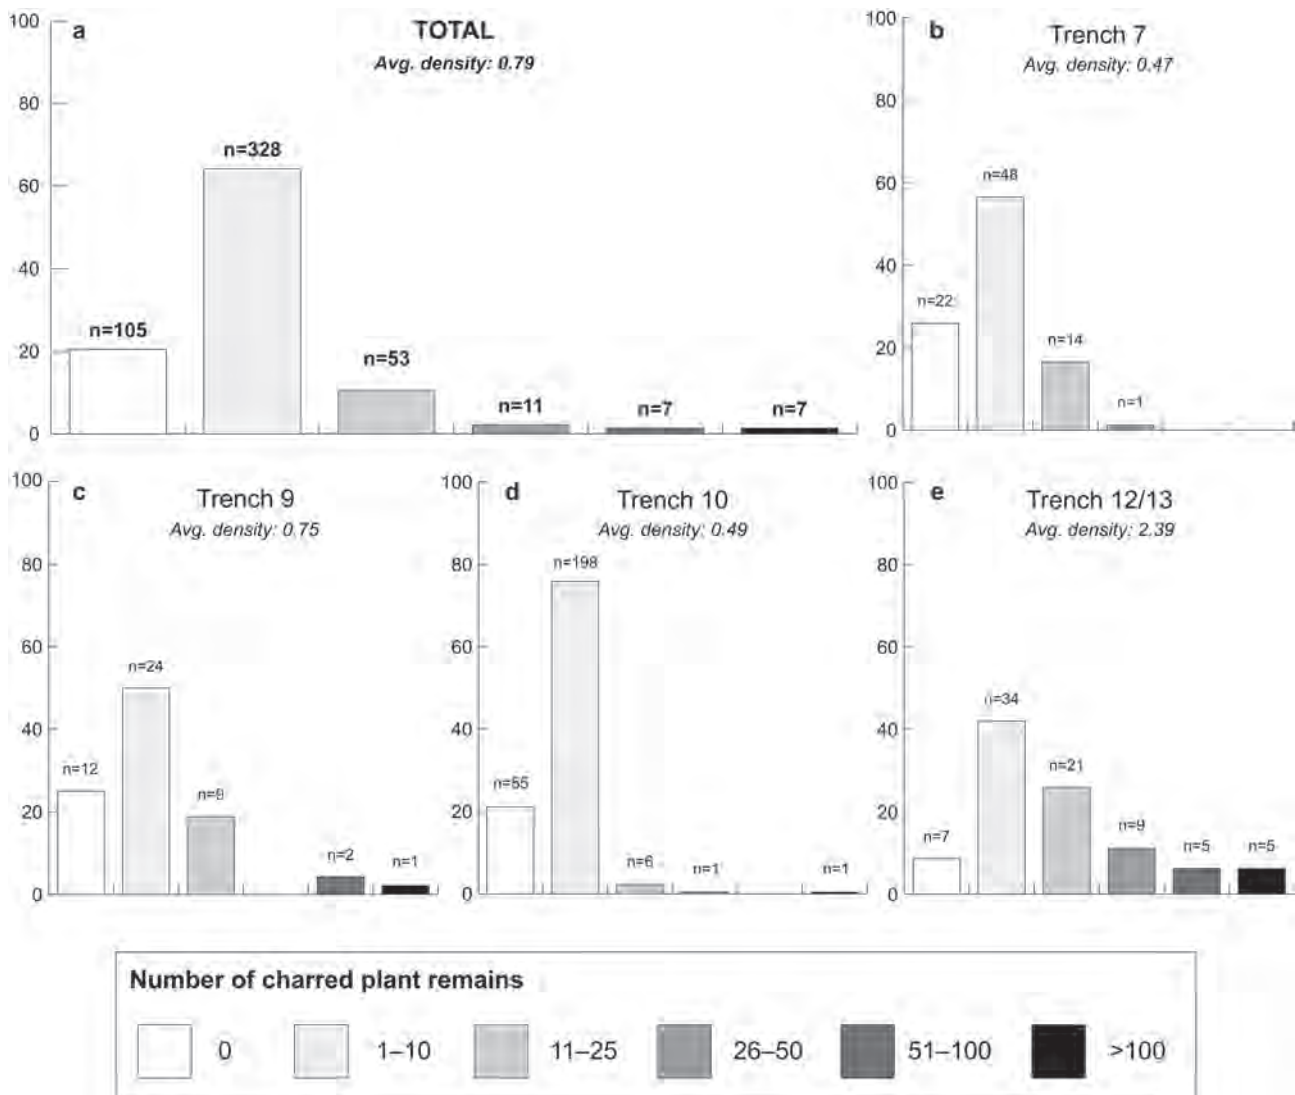 a
TOTAL
Avg. density: 0.79
100
80
60
40
20
0
n=105
n=328
n=53
n=11
n=7
n=7
b
Trench 7
Avg. density: 0.47
100
80
60
40
20
0
n=22
n=48
n=14
n=1
c
Trench 9
Avg. density: 0.75
100
80
60
40
20
0
n=12
n=24
n=2
n=1
d
Trench 10
Avg. density: 0.49
100
80
60
40
20
0
n=55
n=198
n=6
n=1
n=1
e
Trench 12/13
Avg. density: 2.39
100
80
60
40
20
0
n=7
n=34
n=21
n=9
n=5
n=5
Number of charred plant remains
0
1–10
11–25
26–50
51–100
>100